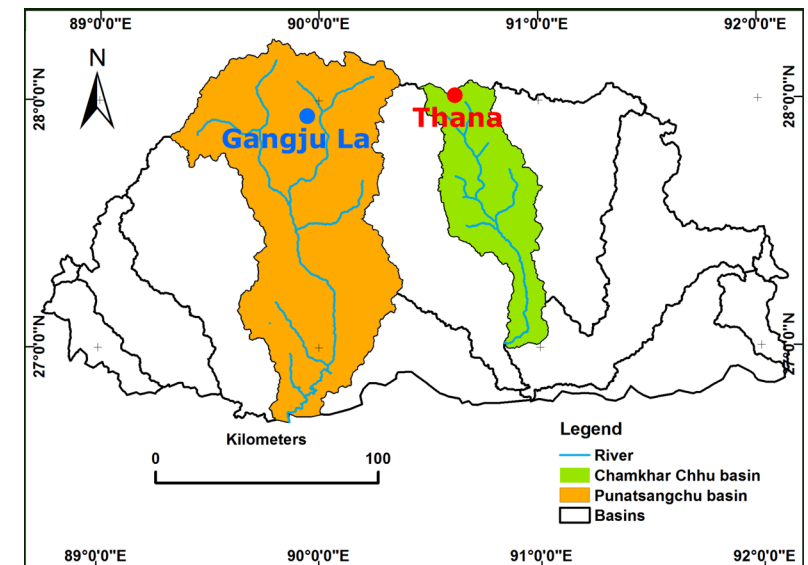 89°0'0"E 90°0'0"E 91°0'0"E 92°0'0"E
N
28°0'0"N
28°0'0"N
Thana
Gangju La
27°0'0"N
27°0'0"N
Kilometers
0 100
Legend
River
Chamkhar Chhu basin
Punatsangchu basin
Basins
89°0'0"E 90°0'0"E 91°0'0"E 92°0'0"E